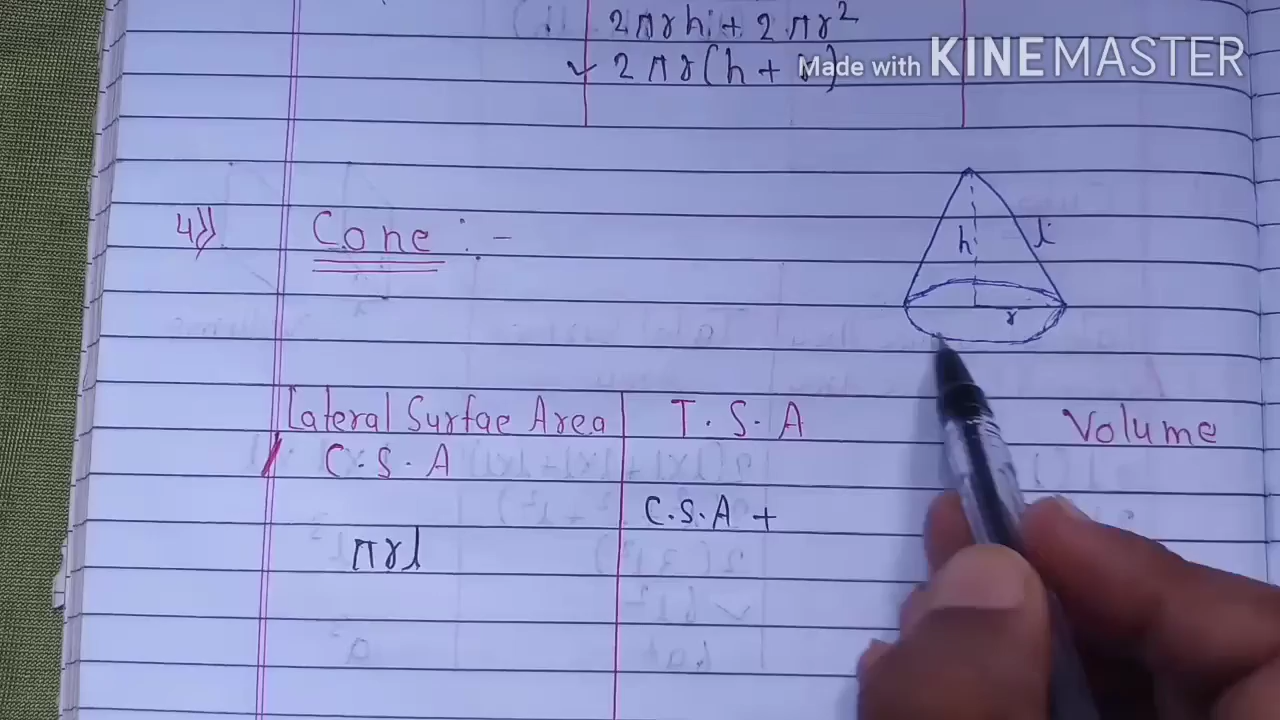 2πrh + 2πr²
✓ 2πr(h + r)
Made with KINEMASTER
4)) Cone :-
h l
r
Lateral Surfae Area T.S.A Volume
C.S.A
C.S.A +
πrl